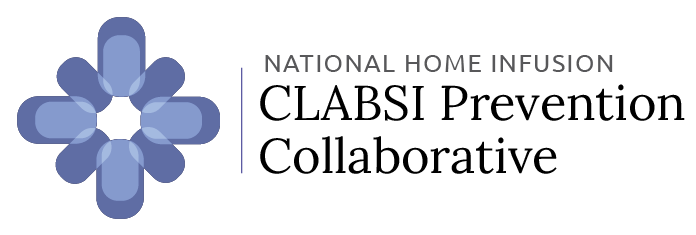 NATIONAL HOME INFUSION
CLABSI Prevention
Collaborative